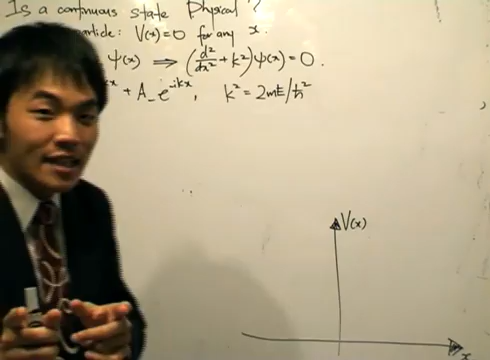 Is a continuous state Physical ?
: V(x)=0 for any x.
ψ(x) ⟹ (d²/dx² + k²)ψ(x)=0.
+ A₋e⁻ⁱᵏˣ, k²=2mE/ħ²
V(x)
x